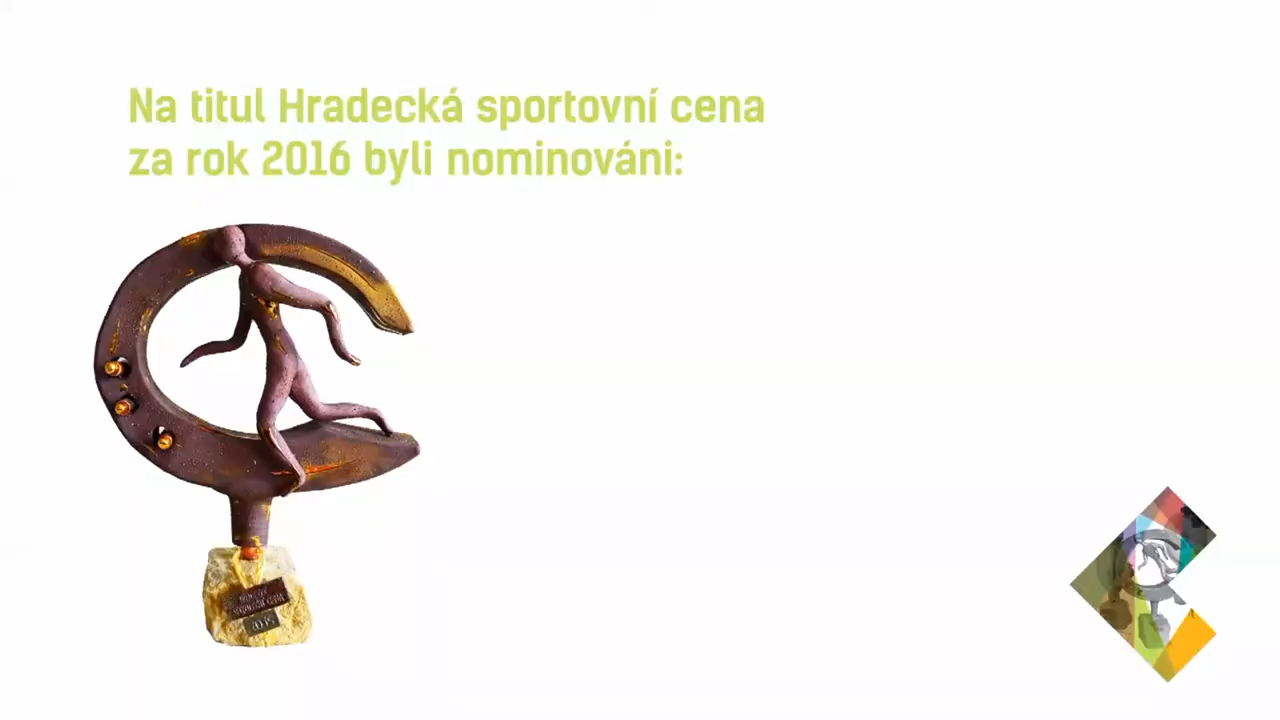 Na titul Hradecká sportovní cena
za rok 2016 byli nominováni: